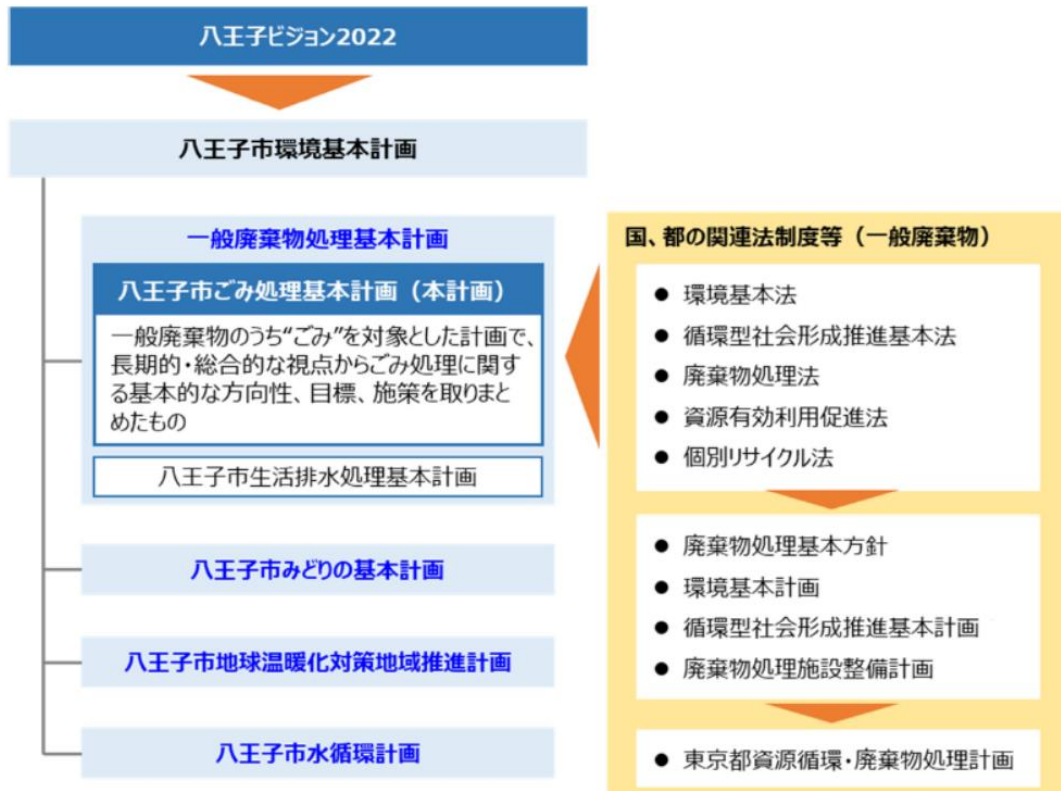 八王子ビジョン2022
八王子市環境基本計画
一般廃棄物処理基本計画
八王子市ごみ処理基本計画（本計画）
一般廃棄物のうち“ごみ”を対象とした計画で、
長期的・総合的な視点からごみ処理に関す
る基本的な方向性、目標、施策を取りまと
めたもの
八王子市生活排水処理基本計画
八王子市みどりの基本計画
八王子市地球温暖化対策地域推進計画
八王子市水循環計画
国、都の関連法制度等（一般廃棄物）
● 環境基本法
● 循環型社会形成推進基本法
● 廃棄物処理法
● 資源有効利用促進法
● 個別リサイクル法
● 廃棄物処理基本方針
● 環境基本計画
● 循環型社会形成推進基本計画
● 廃棄物処理施設整備計画
● 東京都資源循環・廃棄物処理計画